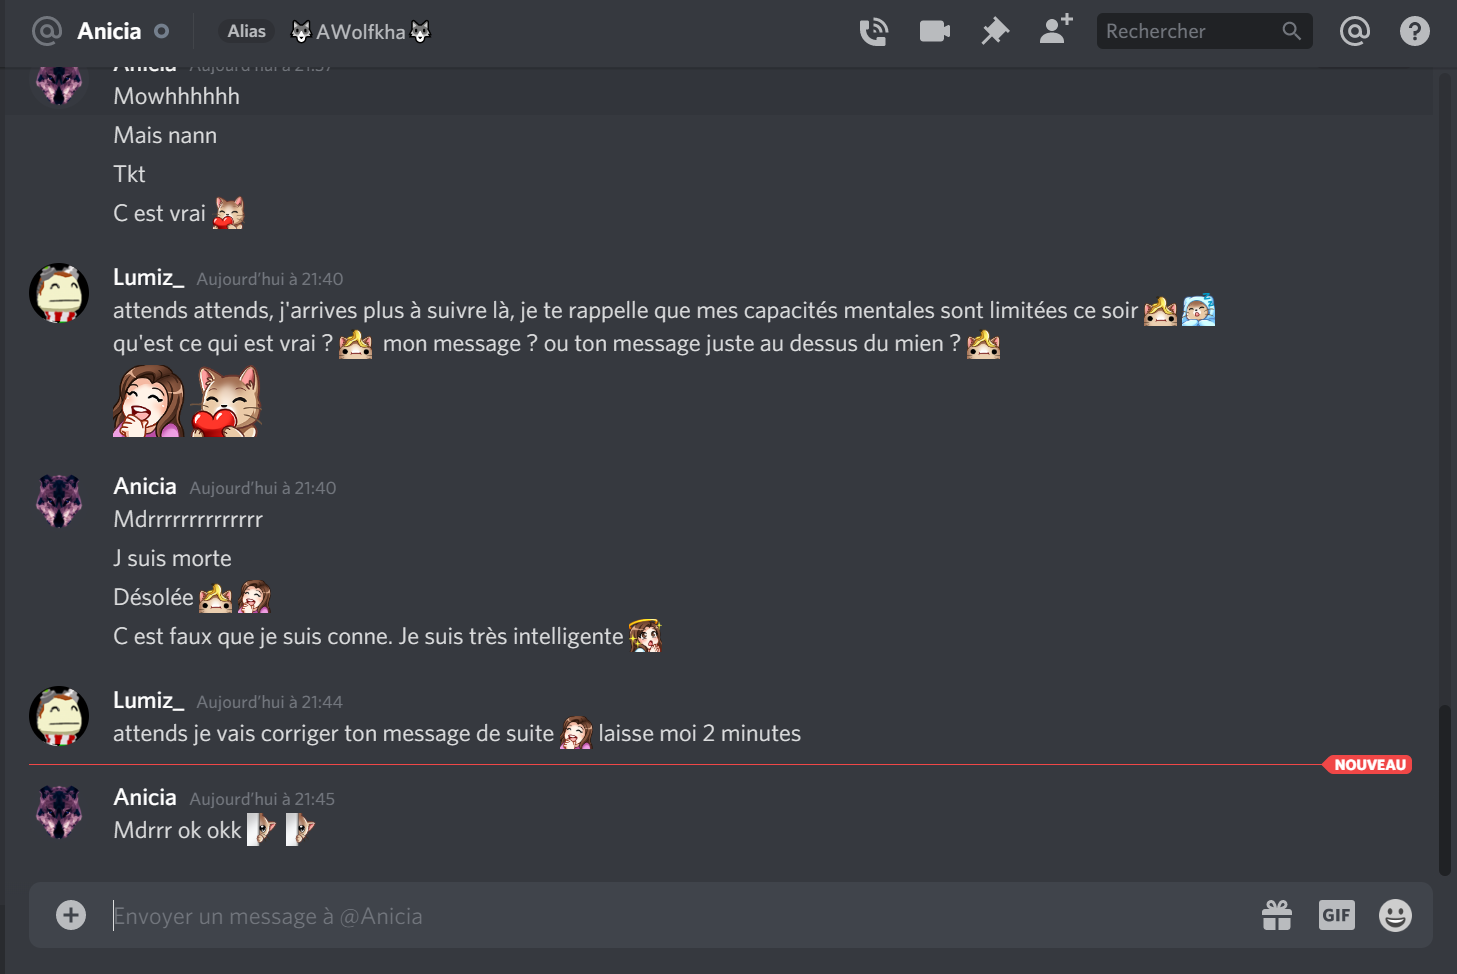 Anicia
Alias
AWolfkha
Rechercher
Anicia Aujourd'hui à 21:37
Mowhhhhhh
Mais nann
Tkt
C est vrai
Lumiz_ Aujourd'hui à 21:40
attends attends, j'arrives plus à suivre là, je te rappelle que mes capacités mentales sont limitées ce soir
qu'est ce qui est vrai ? mon message ? ou ton message juste au dessus du mien ?
Anicia Aujourd'hui à 21:40
Mdrrrrrrrrrrrrr
J suis morte
Désolée
C est faux que je suis conne. Je suis très intelligente
Lumiz_ Aujourd'hui à 21:44
attends je vais corriger ton message de suite laisse moi 2 minutes
NOUVEAU
Anicia Aujourd'hui à 21:45
Mdrrr ok okk
Envoyer un message à @Anicia
GIF